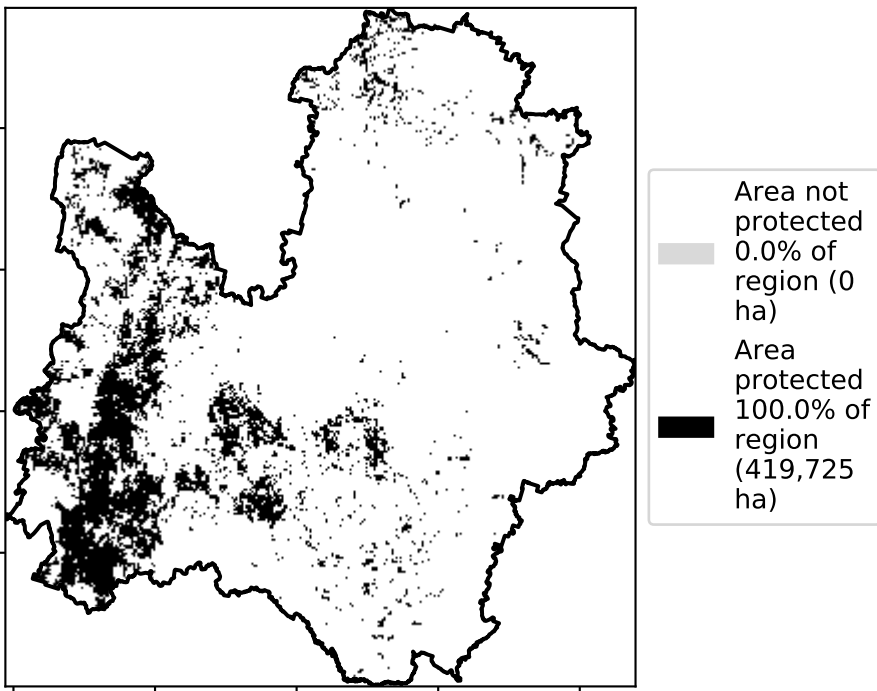 Area not
protected
0.0% of
region (0
ha)
Area
protected
100.0% of
region
(419,725
ha)